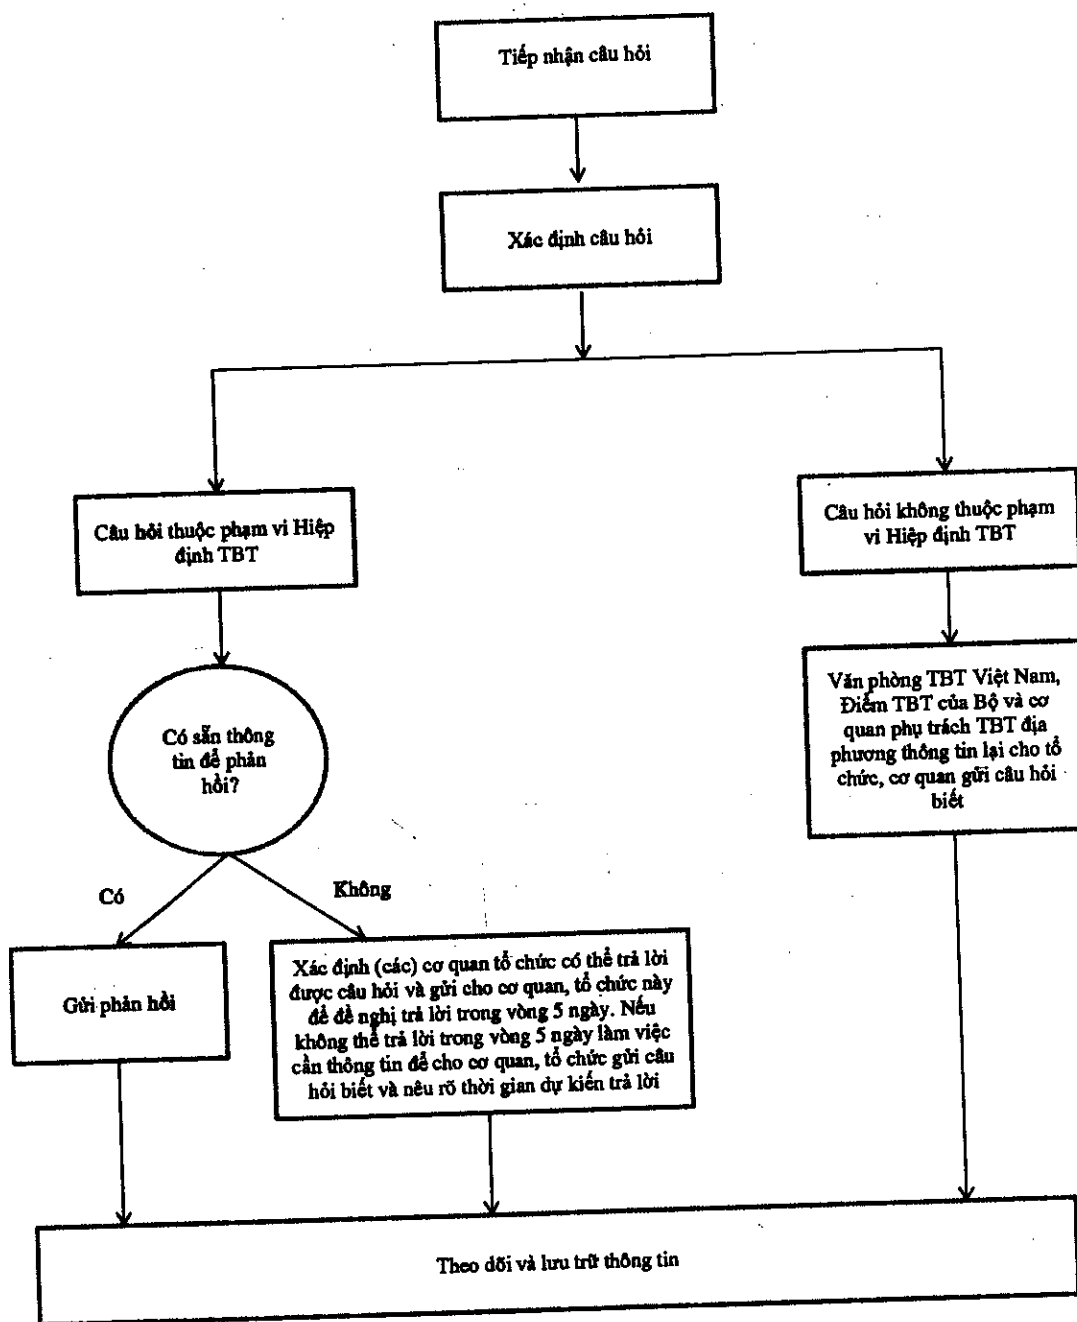 Tiếp nhận câu hỏi
Xác định câu hỏi
Câu hỏi thuộc phạm vi Hiệp
định TBT
Câu hỏi không thuộc phạm
vi Hiệp định TBT
Có sẵn thông
tin để phản
hồi?
Văn phòng TBT Việt Nam,
Điểm TBT của Bộ và cơ
quan phụ trách TBT địa
phương thông tin lại cho tổ
chức, cơ quan gửi câu hỏi
biết
Có
Không
Gửi phản hồi
Xác định (các) cơ quan tổ chức có thể trả lời
được câu hỏi và gửi cho cơ quan, tổ chức này
để đề nghị trả lời trong vòng 5 ngày. Nếu
không thể trả lời trong vòng 5 ngày làm việc
cần thông tin để cho cơ quan, tổ chức gửi câu
hỏi biết và nêu rõ thời gian dự kiến trả lời
Theo dõi và lưu trữ thông tin